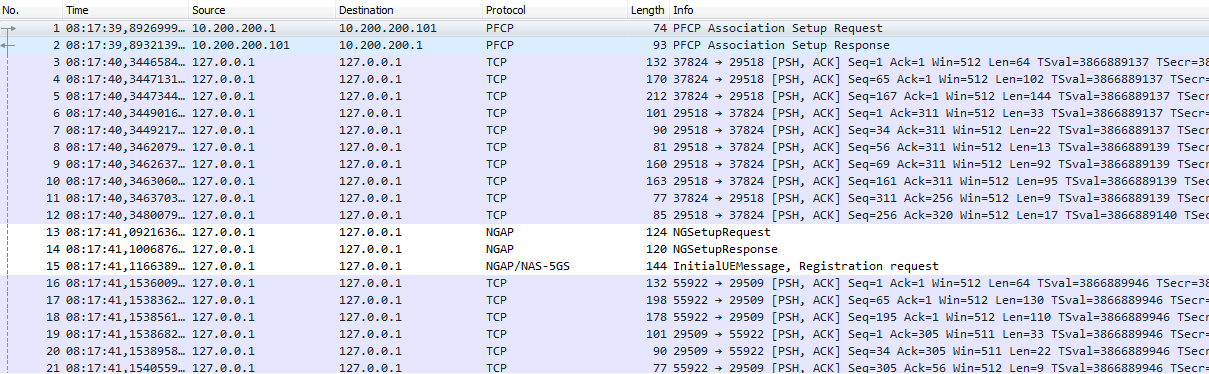 No. Time Source Destination Protocol Length Info
1 08:17:39,8926999… 10.200.200.1 10.200.200.101 PFCP 74 PFCP Association Setup Request
2 08:17:39,8932139… 10.200.200.101 10.200.200.1 PFCP 93 PFCP Association Setup Response
3 08:17:40,3446584… 127.0.0.1 127.0.0.1 TCP 132 37824 → 29518 [PSH, ACK] Seq=1 Ack=1 Win=512 Len=64 TSval=3866889137 TSecr=38
4 08:17:40,3447131… 127.0.0.1 127.0.0.1 TCP 170 37824 → 29518 [PSH, ACK] Seq=65 Ack=1 Win=512 Len=102 TSval=3866889137 TSecr=
5 08:17:40,3447344… 127.0.0.1 127.0.0.1 TCP 212 37824 → 29518 [PSH, ACK] Seq=167 Ack=1 Win=512 Len=144 TSval=3866889137 TSecr
6 08:17:40,3449016… 127.0.0.1 127.0.0.1 TCP 101 29518 → 37824 [PSH, ACK] Seq=1 Ack=311 Win=512 Len=33 TSval=3866889137 TSecr=
7 08:17:40,3449217… 127.0.0.1 127.0.0.1 TCP 90 29518 → 37824 [PSH, ACK] Seq=34 Ack=311 Win=512 Len=22 TSval=3866889137 TSecr
8 08:17:40,3462079… 127.0.0.1 127.0.0.1 TCP 81 29518 → 37824 [PSH, ACK] Seq=56 Ack=311 Win=512 Len=13 TSval=3866889139 TSecr
9 08:17:40,3462637… 127.0.0.1 127.0.0.1 TCP 160 29518 → 37824 [PSH, ACK] Seq=69 Ack=311 Win=512 Len=92 TSval=3866889139 TSecr
10 08:17:40,3463060… 127.0.0.1 127.0.0.1 TCP 163 29518 → 37824 [PSH, ACK] Seq=161 Ack=311 Win=512 Len=95 TSval=3866889139 TSec
11 08:17:40,3463703… 127.0.0.1 127.0.0.1 TCP 77 37824 → 29518 [PSH, ACK] Seq=311 Ack=256 Win=512 Len=9 TSval=3866889139 TSecr
12 08:17:40,3480079… 127.0.0.1 127.0.0.1 TCP 85 29518 → 37824 [PSH, ACK] Seq=256 Ack=320 Win=512 Len=17 TSval=3866889140 TSec
13 08:17:41,0921636… 127.0.0.1 127.0.0.1 NGAP 124 NGSetupRequest
14 08:17:41,1006876… 127.0.0.1 127.0.0.1 NGAP 120 NGSetupResponse
15 08:17:41,1166389… 127.0.0.1 127.0.0.1 NGAP/NAS-5GS 144 InitialUEMessage, Registration request
16 08:17:41,1536009… 127.0.0.1 127.0.0.1 TCP 132 55922 → 29509 [PSH, ACK] Seq=1 Ack=1 Win=512 Len=64 TSval=3866889946 TSecr=38
17 08:17:41,1538362… 127.0.0.1 127.0.0.1 TCP 198 55922 → 29509 [PSH, ACK] Seq=65 Ack=1 Win=512 Len=130 TSval=3866889946 TSecr=
18 08:17:41,1538561… 127.0.0.1 127.0.0.1 TCP 178 55922 → 29509 [PSH, ACK] Seq=195 Ack=1 Win=512 Len=110 TSval=3866889946 TSecr
19 08:17:41,1538682… 127.0.0.1 127.0.0.1 TCP 101 29509 → 55922 [PSH, ACK] Seq=1 Ack=305 Win=511 Len=33 TSval=3866889946 TSecr=
20 08:17:41,1538958… 127.0.0.1 127.0.0.1 TCP 90 29509 → 55922 [PSH, ACK] Seq=34 Ack=305 Win=511 Len=22 TSval=3866889946 TSecr
21 08:17:41,1540559… 127.0.0.1 127.0.0.1 TCP 77 55922 → 29509 [PSH, ACK] Seq=305 Ack=56 Win=512 Len=9 TSval=3866889946 TSecr=